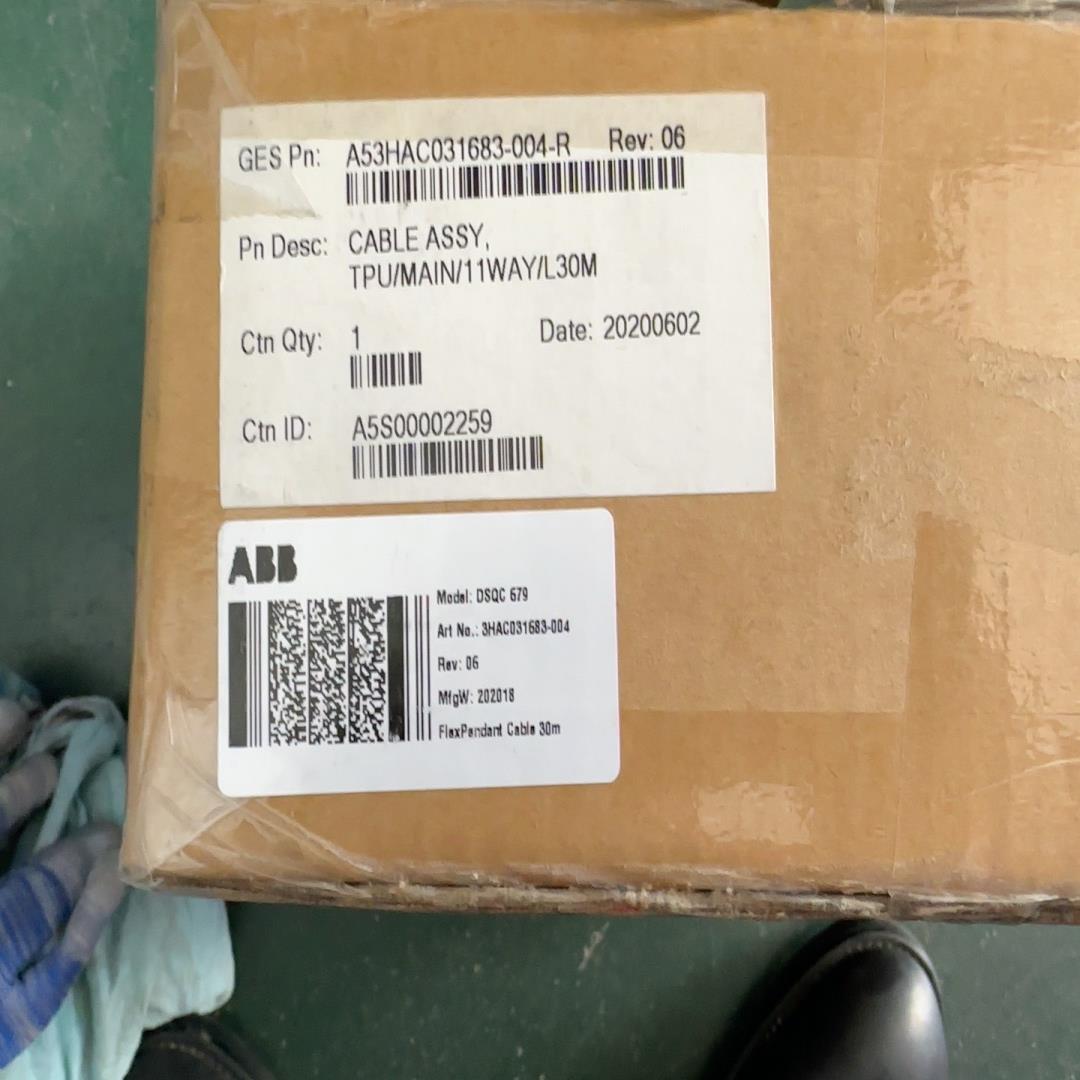 GES Pn: A53HAC031683-004-R Rev: 06
Pn Desc: CABLE ASSY,
TPU/MAIN/11WAY/L30M
Ctn Qty: 1 Date: 20200602
Ctn ID: A5S00002259
ABB
Model: DSQC 679
Art No.: 3HAC031683-004
Rev: 06
MfgW: 202018
FlexPendant Cable 30m